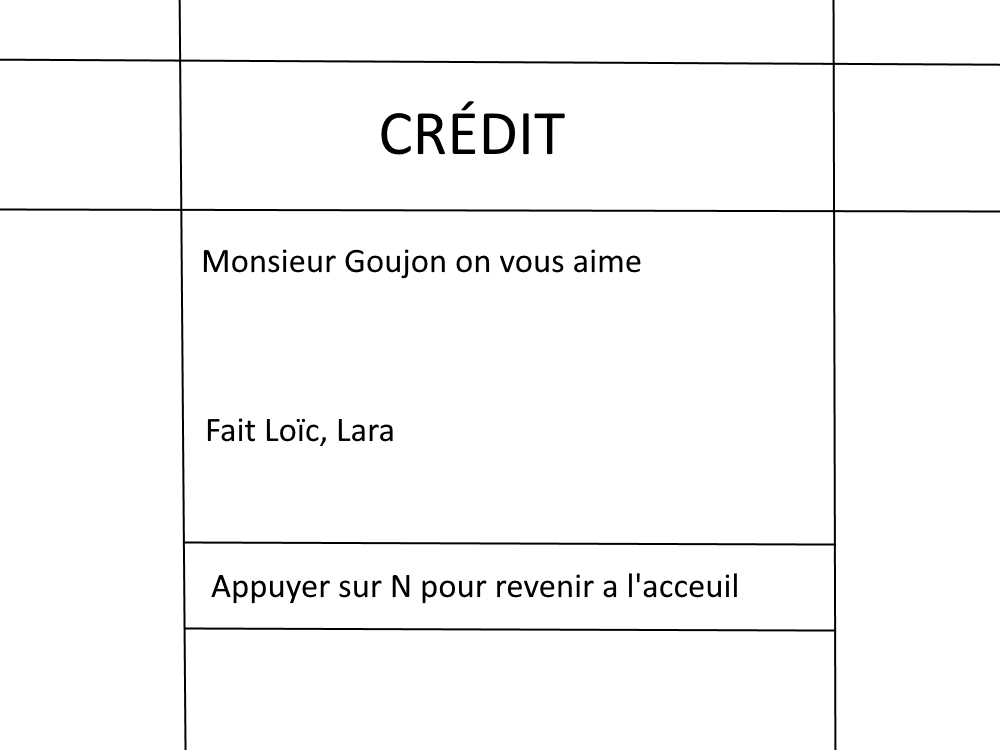 CRÉDIT
Monsieur Goujon on vous aime
Fait Loïc, Lara
Appuyer sur N pour revenir a l'acceuil